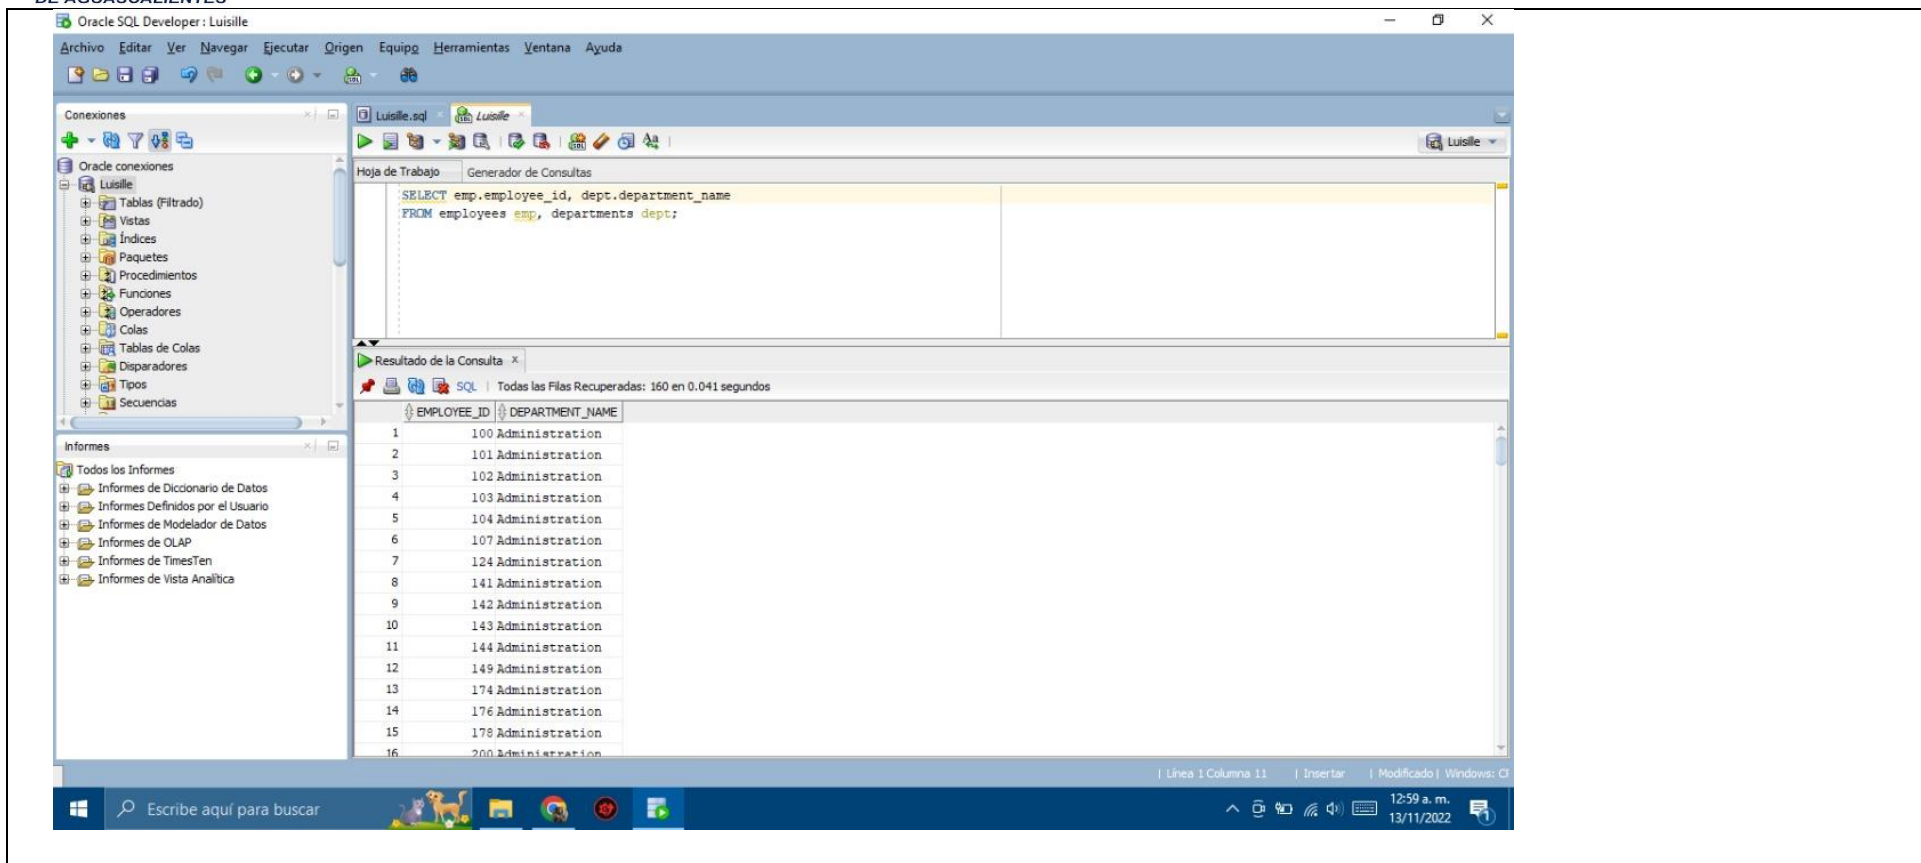 DE AGUASCALIENTES
Oracle SQL Developer : Luisille
Archivo Editar Ver Navegar Ejecutar Origen Equipo Herramientas Ventana Ayuda
Conexiones
Oracle conexiones
Luisille
Tablas (Filtrado)
Vistas
Índices
Paquetes
Procedimientos
Funciones
Operadores
Colas
Tablas de Colas
Disparadores
Tipos
Secuencias
Informes
Todos los Informes
Informes de Diccionario de Datos
Informes Definidos por el Usuario
Informes de Modelador de Datos
Informes de OLAP
Informes de TimesTen
Informes de Vista Analítica
Luisille.sql Luisille
Luisille
Hoja de Trabajo Generador de Consultas
SELECT emp.employee_id, dept.department_name
FROM employees emp, departments dept;
Resultado de la Consulta
SQL | Todas las Filas Recuperadas: 160 en 0.041 segundos
EMPLOYEE_ID DEPARTMENT_NAME
1 100 Administration
2 101 Administration
3 102 Administration
4 103 Administration
5 104 Administration
6 107 Administration
7 124 Administration
8 141 Administration
9 142 Administration
10 143 Administration
11 144 Administration
12 149 Administration
13 174 Administration
14 176 Administration
15 178 Administration
16 200 Administration
| Línea 1 Columna 11 | Insertar | Modificado | Windows: CF
Escribe aquí para buscar
12:59 a. m.
13/11/2022